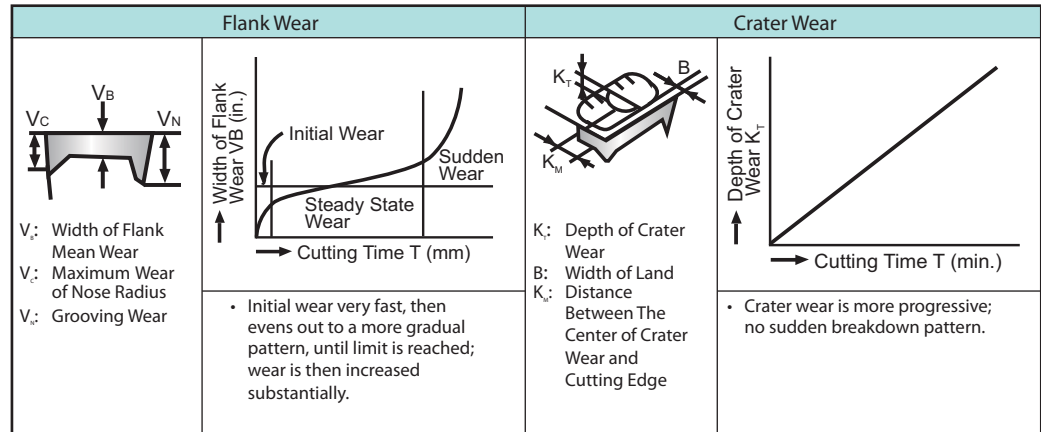 Flank Wear
Crater Wear
VB
VC
VN
VB: Width of Flank
Mean Wear
VC: Maximum Wear
of Nose Radius
VN: Grooving Wear
Width of Flank
Wear VB (in.)
Initial Wear
Sudden
Wear
Steady State
Wear
Cutting Time T (mm)
• Initial wear very fast, then
evens out to a more gradual
pattern, until limit is reached;
wear is then increased
substantially.
KT
B
KM
KT: Depth of Crater
Wear
B: Width of Land
KM: Distance
Between The
Center of Crater
Wear and
Cutting Edge
Depth of Crater
Wear KT
Cutting Time T (min.)
• Crater wear is more progressive;
no sudden breakdown pattern.